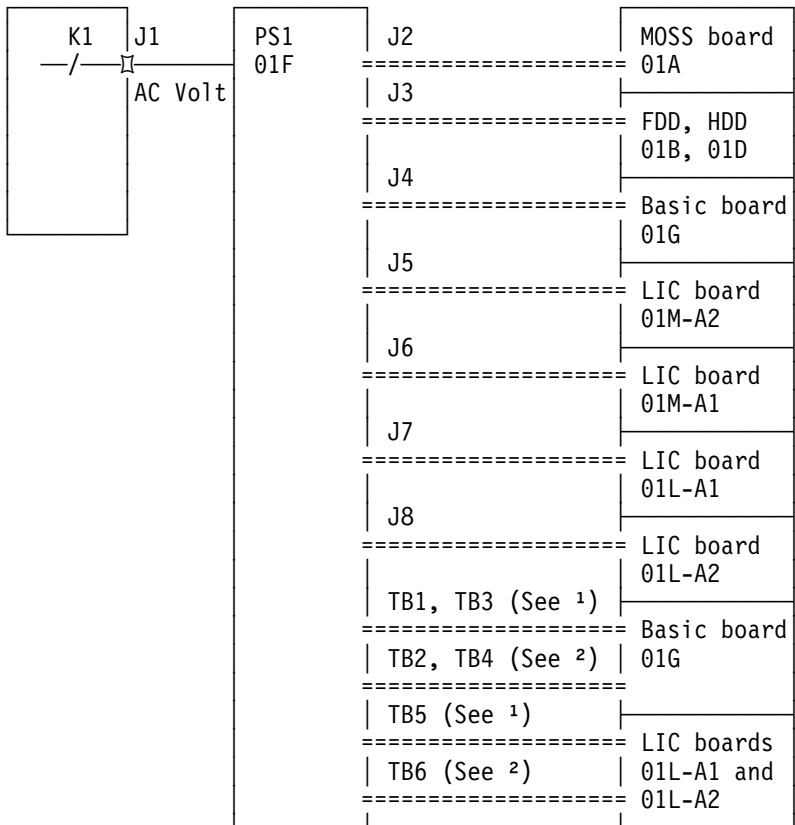 K1 J1 PS1 J2 MOSS board
01F 01A
AC Volt J3
FDD, HDD
01B, 01D
J4
Basic board
01G
J5
LIC board
01M-A2
J6
LIC board
01M-A1
J7
LIC board
01L-A1
J8
LIC board
01L-A2
TB1, TB3 (See ¹)
Basic board
TB2, TB4 (See ²) 01G
TB5 (See ¹)
LIC boards
TB6 (See ²) 01L-A1 and
01L-A2